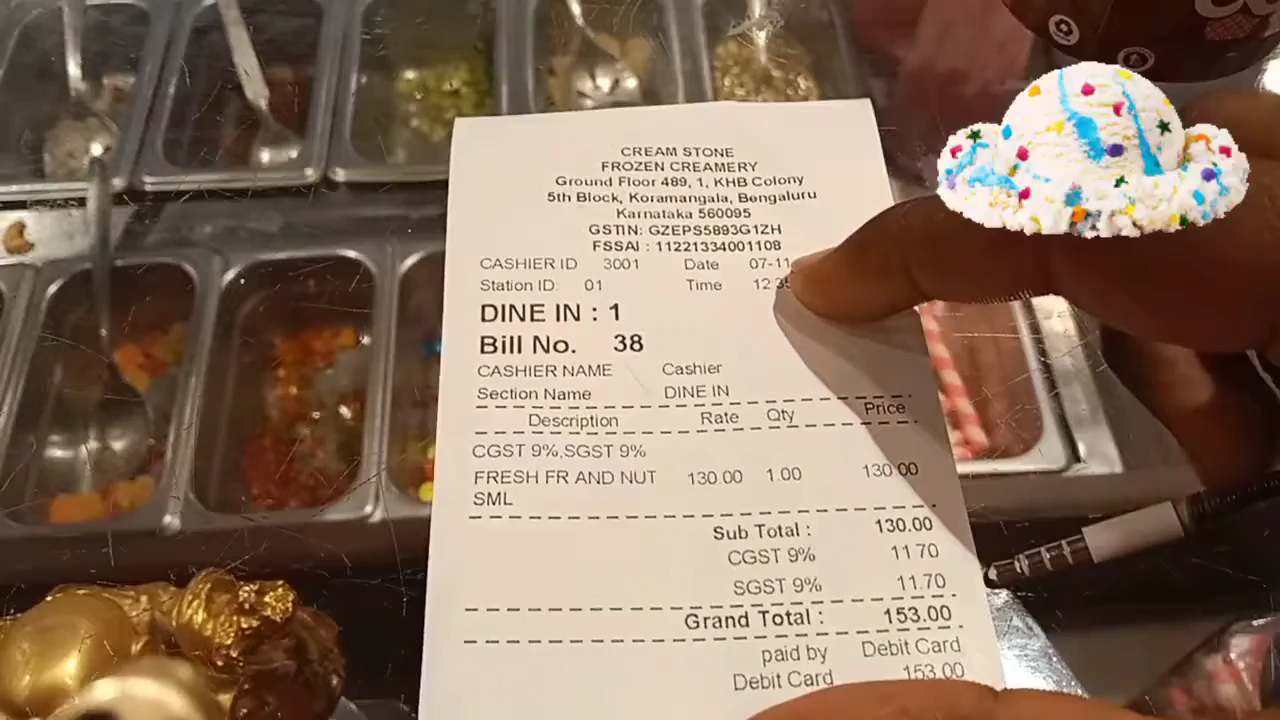 CREAM STONE
FROZEN CREAMERY
Ground Floor 489, 1, KHB Colony
5th Block, Koramangala, Bengaluru
Karnataka 560095
GSTIN: GZEPS5893G1ZH
FSSAI : 11221334001108
CASHIER ID 3001 Date 07-11
Station ID: 01 Time
DINE IN : 1
Bill No. 38
CASHIER NAME Cashier
Section Name DINE IN
Description Rate Qty Price
CGST 9%,SGST 9%
FRESH FR AND NUT 130.00 1.00 130.00
SML
Sub Total : 130.00
CGST 9% 11.70
SGST 9% 11.70
Grand Total : 153.00
paid by Debit Card
Debit Card 153.00